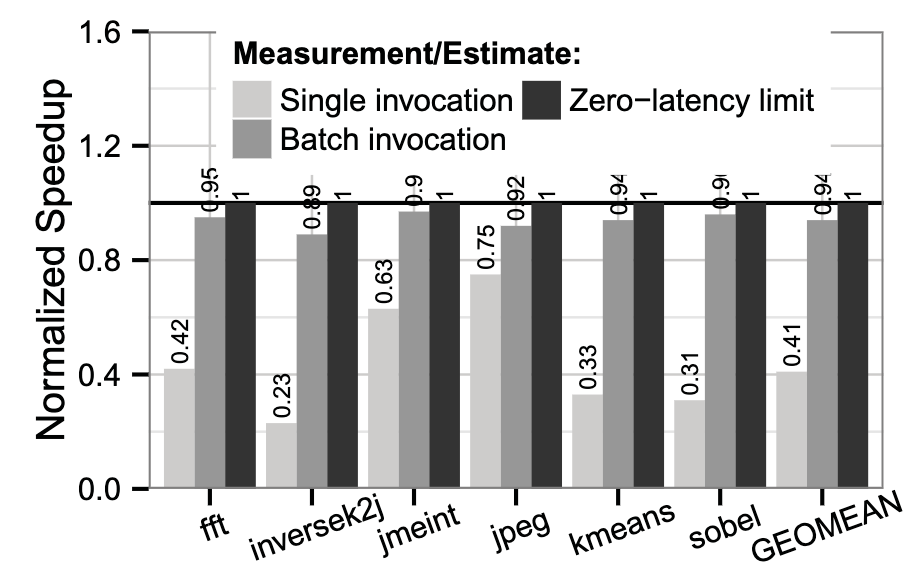 Measurement/Estimate:
Single invocation Zero−latency limit
Batch invocation
Normalized Speedup
1.6
1.2
0.8
0.4
0.0
0.42 0.95 1
0.23 0.89 1
0.63 1
0.75 0.92 1
0.33 0.94 1
0.31 1
0.41 0.94 1
fft inversek2j jmeint jpeg kmeans sobel GEOMEAN